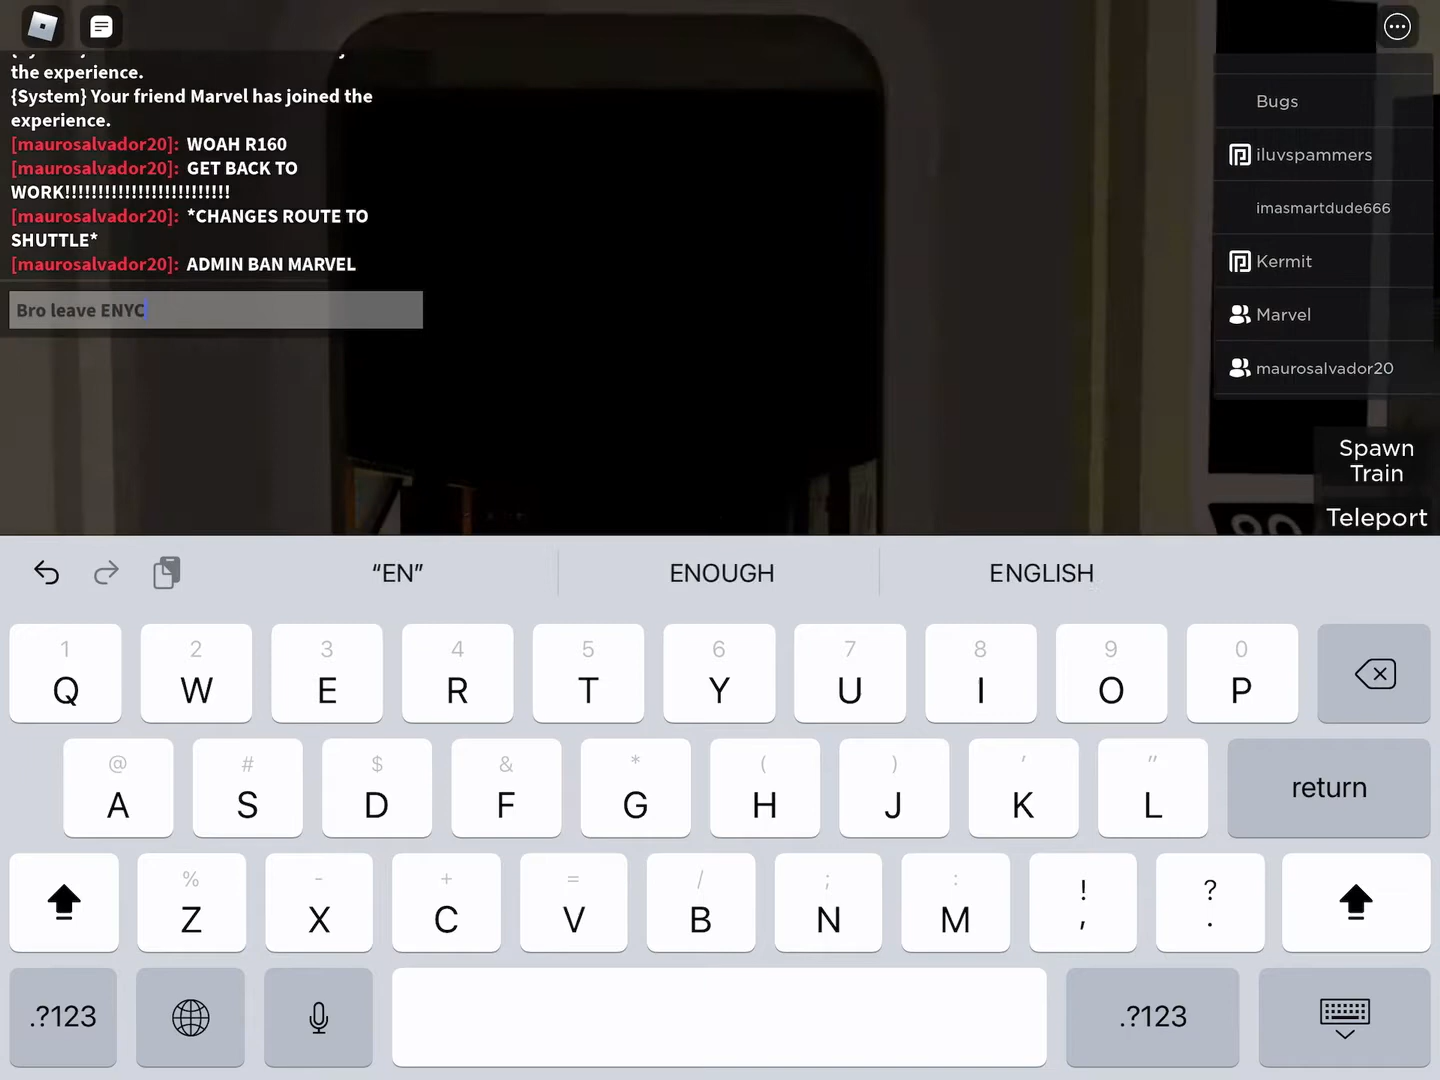 the experience.
{System} Your friend Marvel has joined the
experience.
[maurosalvador20]: WOAH R160
[maurosalvador20]: GET BACK TO
WORK!!!!!!!!!!!!!!!!!!!!!!!!!
[maurosalvador20]: *CHANGES ROUTE TO
SHUTTLE*
[maurosalvador20]: ADMIN BAN MARVEL
Bro leave ENYC
Bugs
iluvspammers
imasmartdude666
Kermit
Marvel
maurosalvador20
Spawn
Train
Teleport
“EN” ENOUGH ENGLISH
1 2 3 4 5 6 7 8 9 0
Q W E R T Y U I O P
@ # $ & * ( ) ' "
A S D F G H J K L return
% - + = / ; : ! ?
Z X C V B N M , .
.?123 .?123